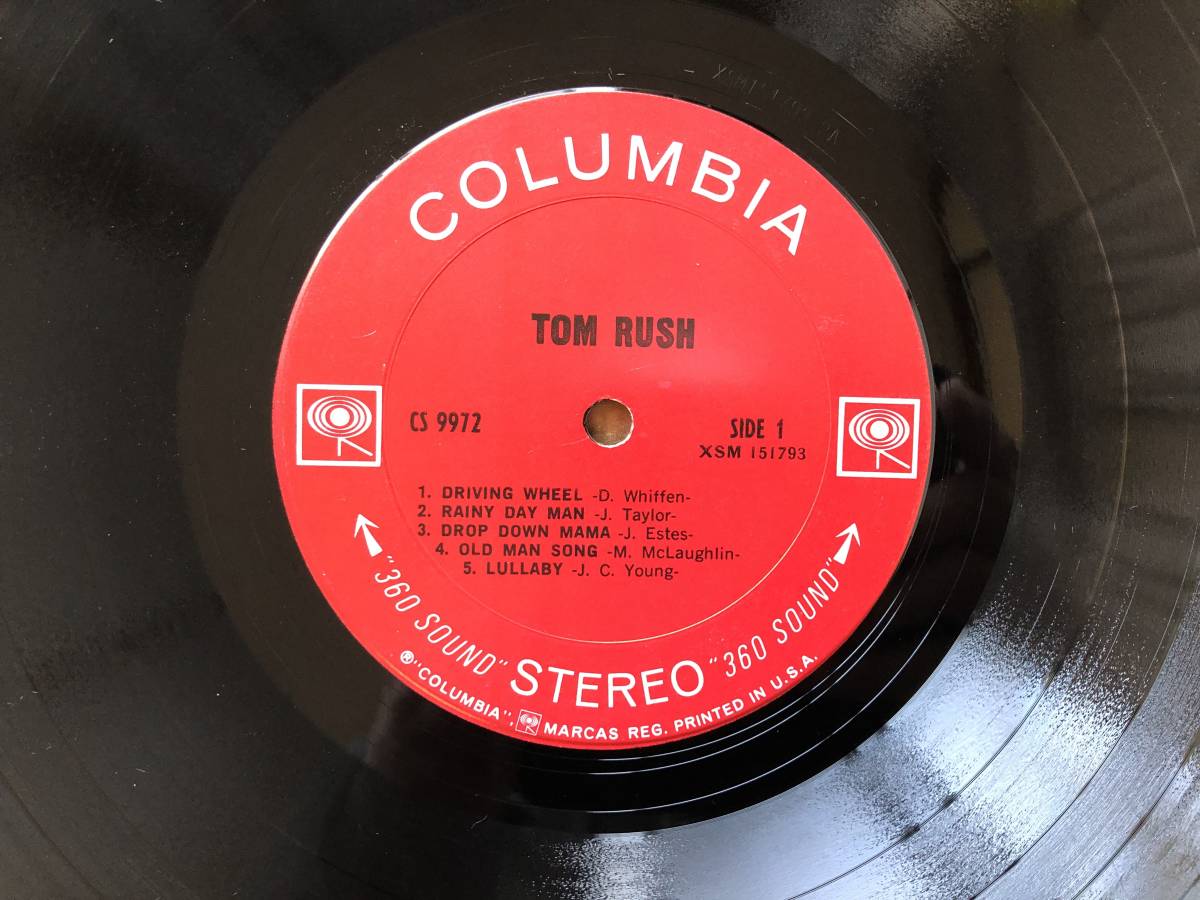 COLUMBIA
TOM RUSH
CS 9972
SIDE 1
XSM 151793
1. DRIVING WHEEL -D. Whiffen-
2. RAINY DAY MAN -J. Taylor-
3. DROP DOWN MAMA -J. Estes-
4. OLD MAN SONG -M. McLaughlin-
5. LULLABY -J. C. Young-
"360 SOUND" STEREO "360 SOUND"
®"COLUMBIA", MARCAS REG. PRINTED IN U.S.A.